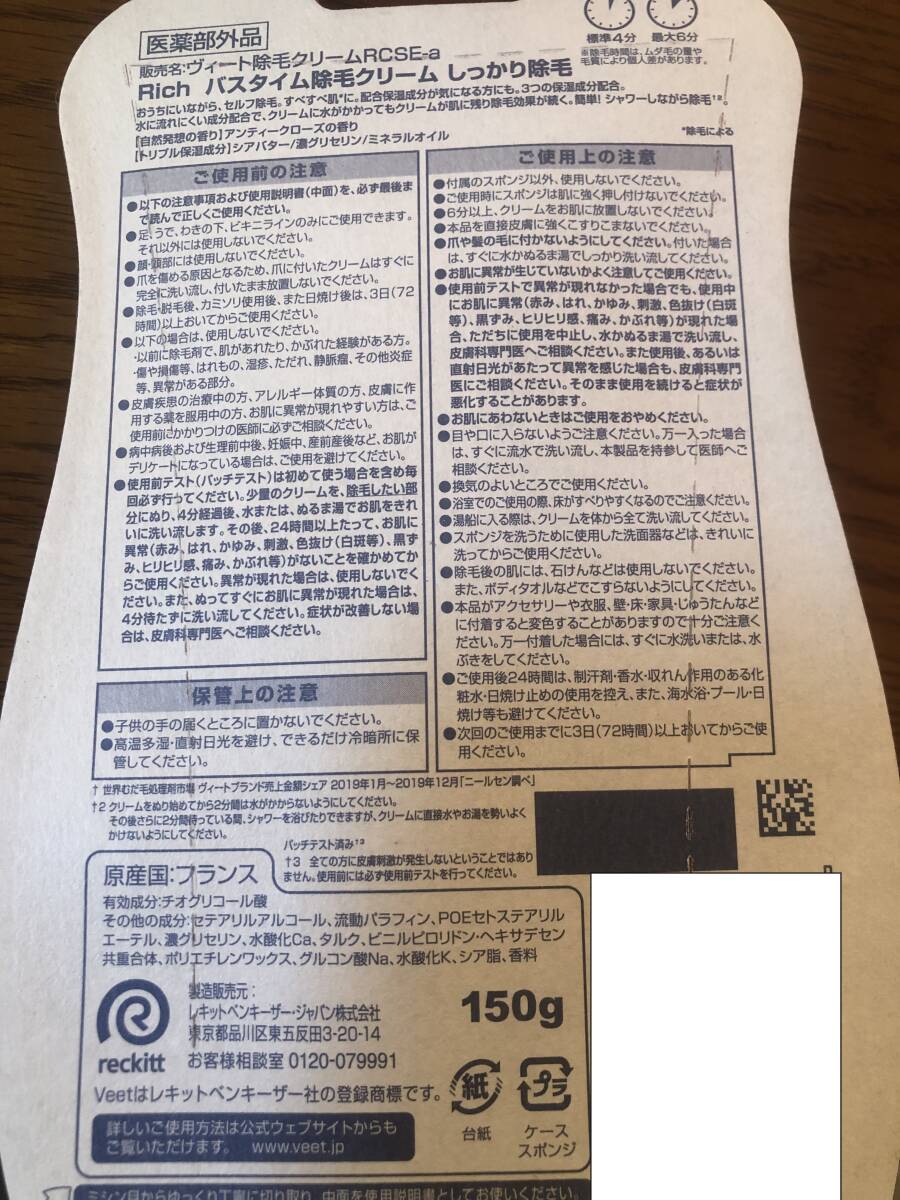 医薬部外品
標準4分 最大6分
※除毛時間は、ムダ毛の量や
毛質により個人差があります。
販売名:ヴィート除毛クリームRCSE-a
Rich バスタイム除毛クリーム しっかり除毛
おうちにいながら、セルフ除毛。すべすべ肌*に。配合保湿成分が気になる方にも。3つの保湿成分配合。
水に流れにくい成分配合で、クリームに水がかかってもクリームが肌に残り除毛効果が続く。簡単!シャワーしながら除毛†2。
【自然発想の香り】アンティークローズの香り
【トリプル保湿成分】シアバター/濃グリセリン/ミネラルオイル
*除毛による
ご使用前の注意
●以下の注意事項および使用説明書(中面)を、必ず最後ま
で読んで正しくご使用ください。
●足、うで、わきの下、ビキニラインのみにご使用できます。
それ以外には使用しないでください。
●顔・頭部には使用しないでください。
●爪を傷める原因となるため、爪に付いたクリームはすぐに
完全に洗い流し、付いたまま放置しないでください。
●除毛・脱毛後、カミソリ使用後、また日焼け後は、3日(72
時間)以上おいてからご使用ください。
●以下の場合は、使用しないでください。
・以前に除毛剤で、肌があれたり、かぶれた経験がある方。
・傷や損傷等、はれもの、湿疹、ただれ、静脈瘤、その他炎症
等、異常がある部分。
●皮膚疾患の治療中の方、アレルギー体質の方、皮膚に作
用する薬を服用中の方、お肌に異常が現れやすい方は、ご
使用前にかかりつけの医師に必ずご相談ください。
●病中病後および生理前中後、妊娠中、産前産後など、お肌が
デリケートになっている場合は、ご使用を避けてください。
●使用前テスト(パッチテスト)は初めて使う場合を含め毎
回必ず行ってください。少量のクリームを、除毛したい部
分にぬり、4分経過後、水または、ぬるま湯でお肌をきれ
いに洗い流します。その後、24時間以上たって、お肌に
異常(赤み、はれ、かゆみ、刺激、色抜け(白斑等)、黒ず
み、ヒリヒリ感、痛み、かぶれ等)がないことを確かめてか
らご使用ください。異常が現れた場合は、使用しないでく
ださい。また、ぬってすぐにお肌に異常が現れた場合は、
4分待たずに洗い流してください。症状が改善しない場合
は、皮膚科専門医へご相談ください。
保管上の注意
●子供の手の届くところに置かないでください。
●高温多湿・直射日光を避け、できるだけ冷暗所に保
管してください。
ご使用上の注意
●付属のスポンジ以外、使用しないでください。
●ご使用時にスポンジは肌に強く押し付けないでください。
●6分以上、クリームをお肌に放置しないでください。
●本品を直接皮膚に強くこすりこまないでください。
●爪や髪の毛に付かないようにしてください。付いた場合
は、すぐに水かぬるま湯でしっかり洗い流してください。
●お肌に異常が生じていないかよく注意してご使用ください。
●使用前テストで異常が現れなかった場合でも、使用中
にお肌に異常(赤み、はれ、かゆみ、刺激、色抜け(白斑
等)、黒ずみ、ヒリヒリ感、痛み、かぶれ等)が現れた場
合、ただちに使用を中止し、水かぬるま湯で洗い流し、
皮膚科専門医へご相談ください。また使用後、あるいは
直射日光があたって異常を感じた場合も、皮膚科専門
医にご相談ください。そのまま使用を続けると症状が
悪化することがあります。
●お肌にあわないときはご使用をおやめください。
●目や口に入らないようご注意ください。万一入った場合
は、すぐに流水で洗い流し、本製品を持参して医師へご
相談ください。
●換気のよいところでご使用ください。
●浴室でのご使用の際、床がすべりやすくなるのでご注意ください。
●湯船に入る際は、クリームを体から全て洗い流してください。
●スポンジを洗うために使用した洗面器などは、きれいに
洗ってからご使用ください。
●除毛後の肌には、石けんなどは使用しないでください。
また、ボディタオルなどでこすらないようにしてください。
●本品がアクセサリーや衣服、壁・床・家具・じゅうたんなど
に付着すると変色することがありますので十分ご注意く
ださい。万一付着した場合には、すぐに水洗いまたは、水
ぶきをしてください。
●ご使用後24時間は、制汗剤・香水・収れん作用のある化
粧水・日焼け止めの使用を控え、また、海水浴・プール・日
焼け等も避けてください。
●次回のご使用までに3日(72時間)以上おいてからご使
用ください。
† 世界むだ毛処理剤市場 ヴィートブランド売上金額シェア 2019年1月〜2019年12月「ニールセン調べ」
†2 クリームをぬり始めてから2分間は水がかからないようにしてください。
その後さらに2分間待っている間、シャワーを浴びたりできますが、クリームに直接水やお湯を勢いよく
かけないようにしてください。
パッチテスト済み†3
†3 全ての方に皮膚刺激が発生しないということではあり
ません。使用前には必ず使用前テストを行ってください。
原産国:フランス
有効成分:チオグリコール酸
その他の成分:セテアリルアルコール、流動パラフィン、POEセトステアリル
エーテル、濃グリセリン、水酸化Ca、タルク、ビニルピロリドン・ヘキサデセン
共重合体、ポリエチレンワックス、グルコン酸Na、水酸化K、シア脂、香料
reckitt
製造販売元:
レキットベンキーザー・ジャパン株式会社
東京都品川区東五反田3-20-14
お客様相談室 0120-079991
150g
Veetはレキットベンキーザー社の登録商標です。
詳しいご使用方法は公式ウェブサイトからも
ご覧いただけます。 www.veet.jp
紙
台紙
プラ
ケース
スポンジ
ミシン目からゆっくり丁寧に切り取り、中面を使用説明書としてお使いください。